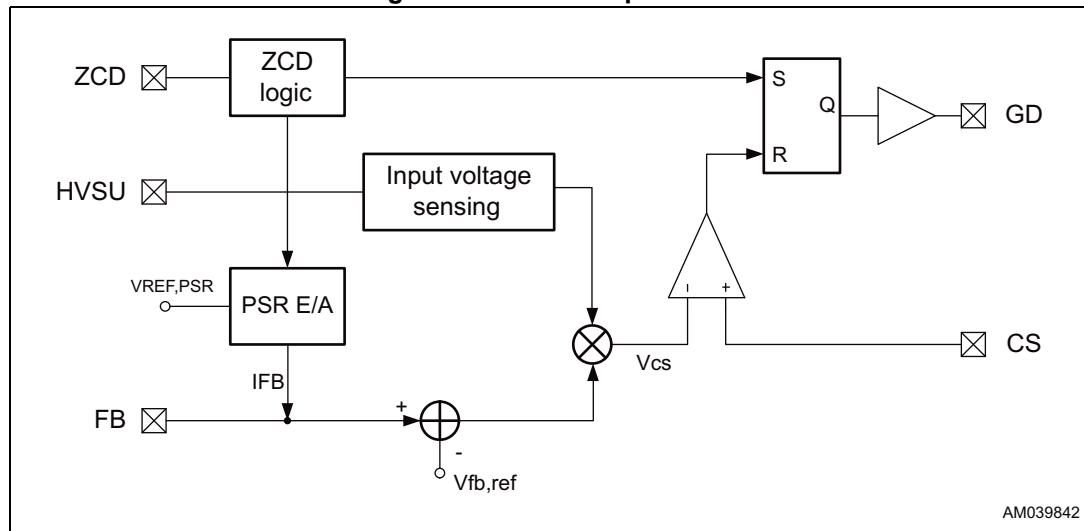 ZCD
ZCD
logic
S
Q
R
GD
HVSU
Input voltage
sensing
VREF,PSR
PSR E/A
- +
Vcs
CS
IFB
FB
+
-
Vfb,ref
AM039842